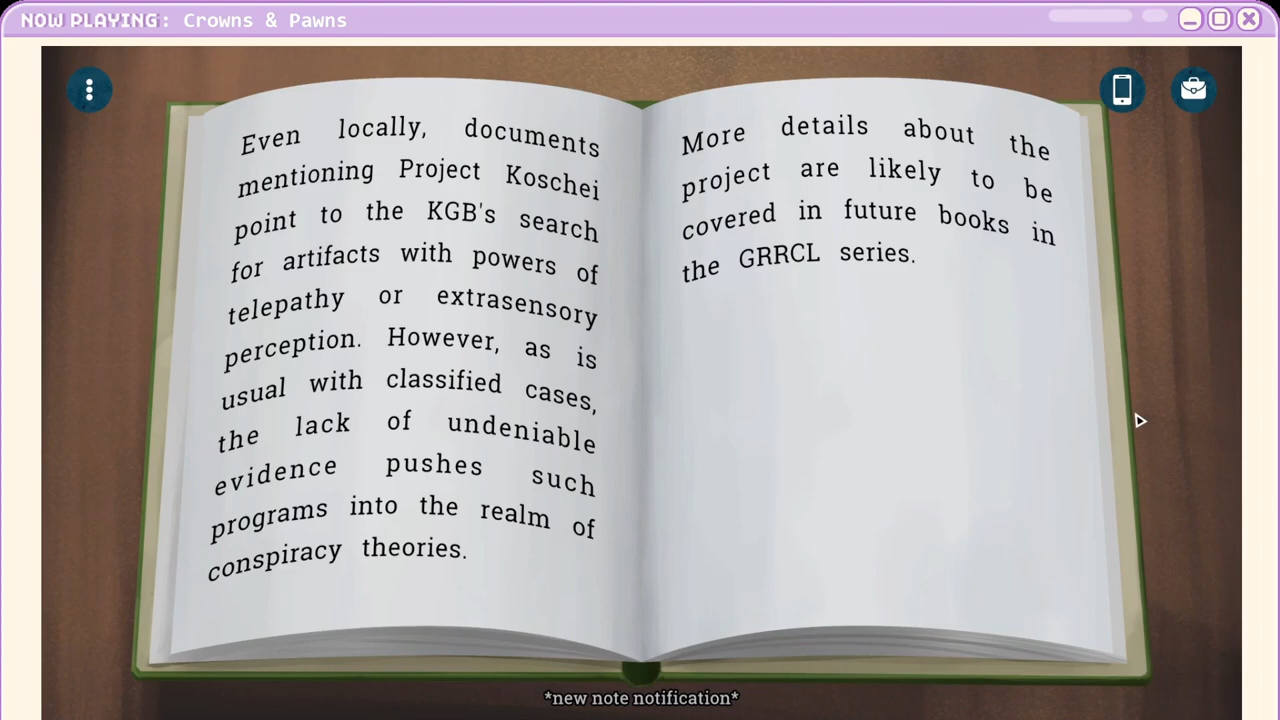 NOW PLAYING: Crowns & Pawns
Even locally, documents
mentioning Project Koschei
point to the KGB's search
for artifacts with powers of
telepathy or extrasensory
perception. However, as is
usual with classified cases,
the lack of undeniable
evidence pushes such
programs into the realm of
conspiracy theories.
More details about the
project are likely to be
covered in future books in
the GRRCL series.
*new note notification*